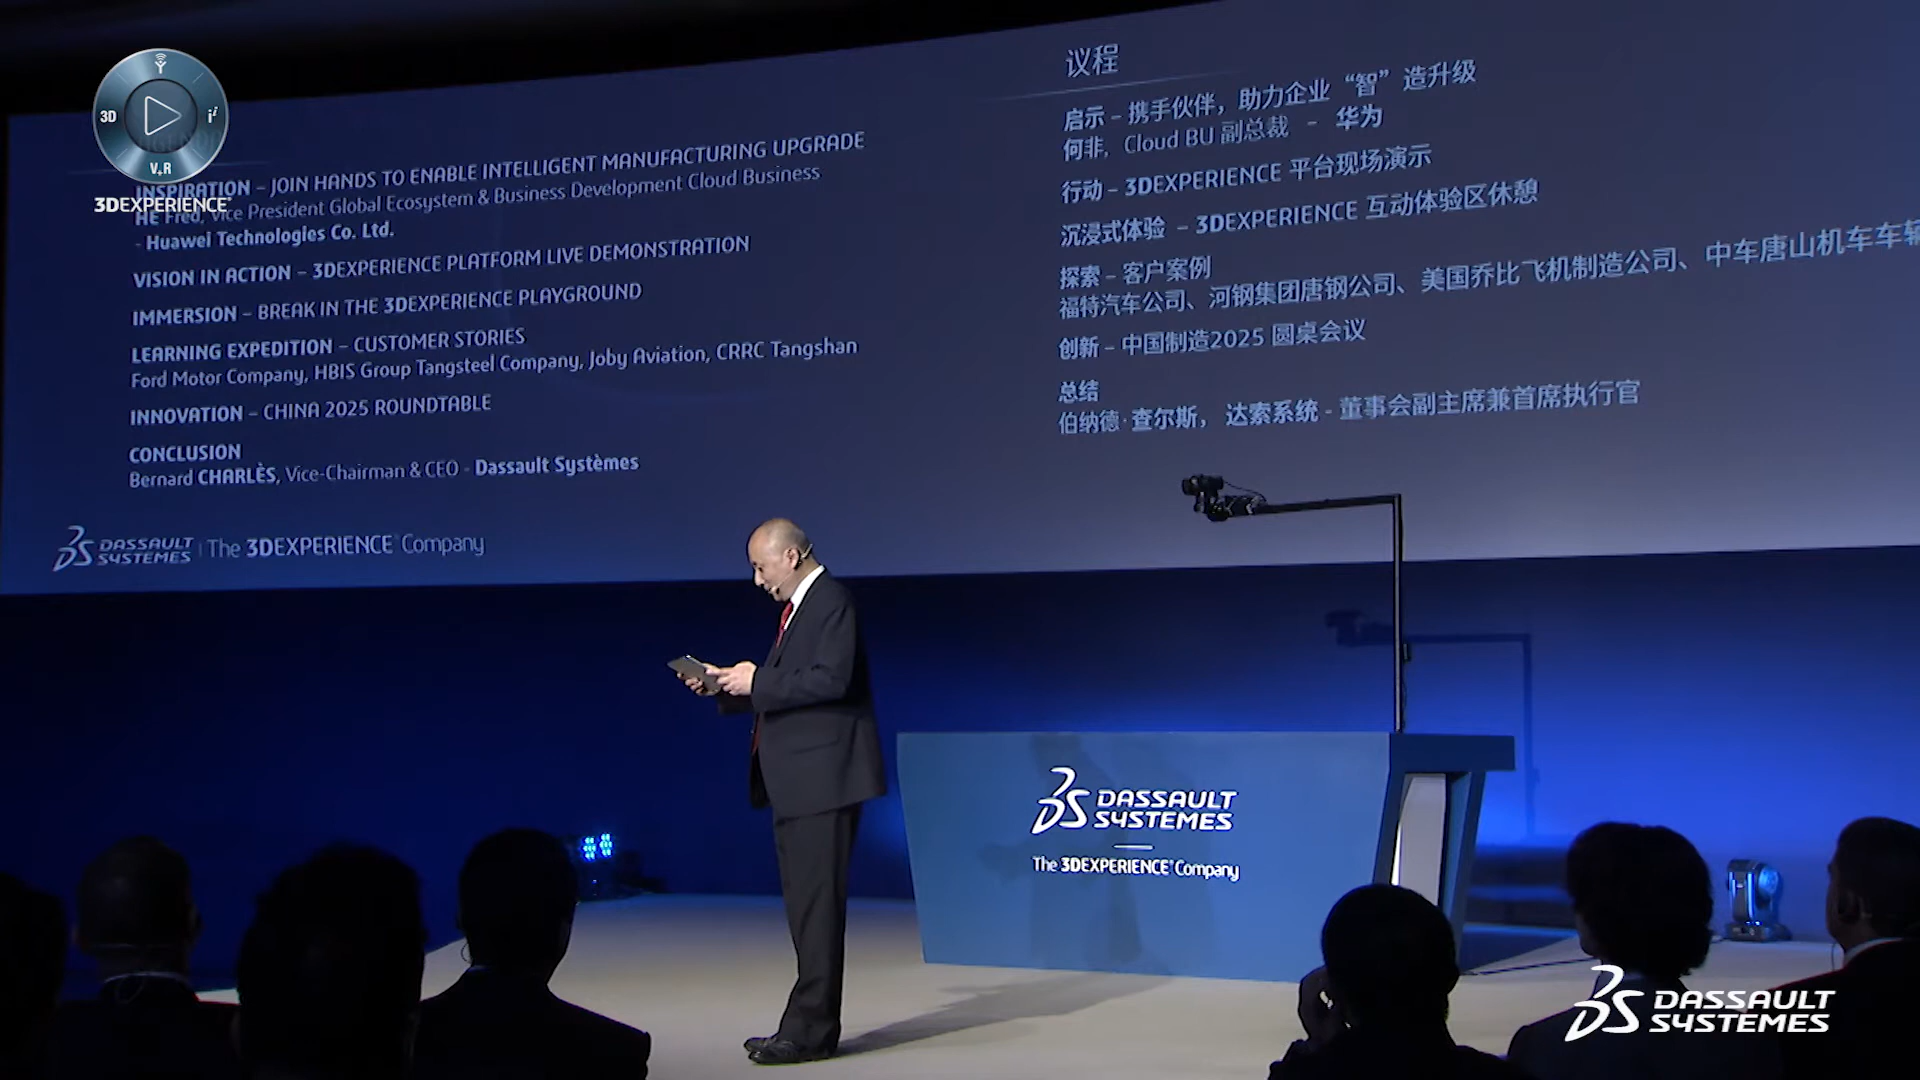 3D
i
V+R
3DEXPERIENCE
INSPIRATION – JOIN HANDS TO ENABLE INTELLIGENT MANUFACTURING UPGRADE
HE Fred, Vice President Global Ecosystem & Business Development Cloud Business
- Huawei Technologies Co. Ltd.
VISION IN ACTION – 3DEXPERIENCE PLATFORM LIVE DEMONSTRATION
IMMERSION – BREAK IN THE 3DEXPERIENCE PLAYGROUND
LEARNING EXPEDITION – CUSTOMER STORIES
Ford Motor Company, HBIS Group Tangsteel Company, Joby Aviation, CRRC Tangshan
INNOVATION – CHINA 2025 ROUNDTABLE
CONCLUSION
Bernard CHARLÈS, Vice-Chairman & CEO - Dassault Systèmes
DASSAULT SYSTEMES | The 3DEXPERIENCE Company
议程
启示 – 携手伙伴，助力企业“智”造升级
何非, Cloud BU 副总裁 – 华为
行动 – 3DEXPERIENCE 平台现场演示
沉浸式体验 – 3DEXPERIENCE 互动体验区休憩
探索 – 客户案例
福特汽车公司、河钢集团唐钢公司、美国乔比飞机制造公司、中车唐山机车车辆
创新 – 中国制造2025 圆桌会议
总结
伯纳德·查尔斯， 达索系统 - 董事会副主席兼首席执行官
DASSAULT
SYSTEMES
The 3DEXPERIENCE Company
DASSAULT
SYSTEMES